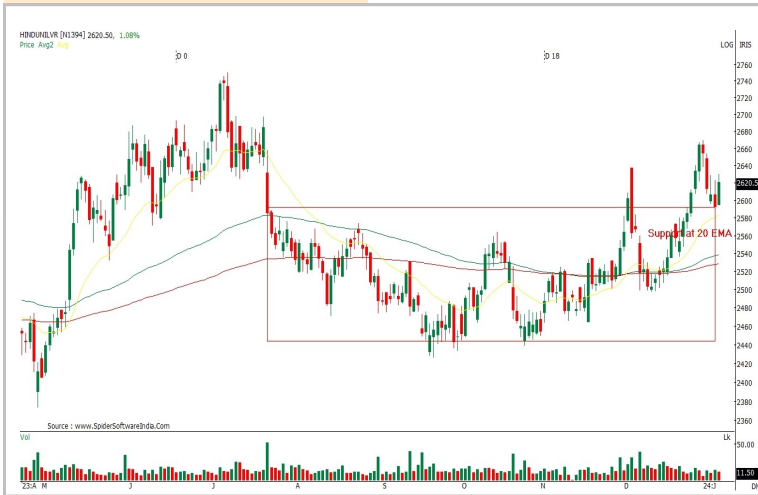 HINDUNILVR [N1394] 2620.50, 1.08%
Price Avg2 Avg
LOG IRIS
D 0 D 18
2760
2740
2720
2700
2680
2660
2640
2620.5
2600
2580
2560
2540
2520
2500
2480
2460
2440
2420
2400
2380
2360
Support at 20 EMA
Source : www.SpiderSoftwareIndia.Com
Vol Lk
50.00
11.50
23:A M J J A S O N D 24:J